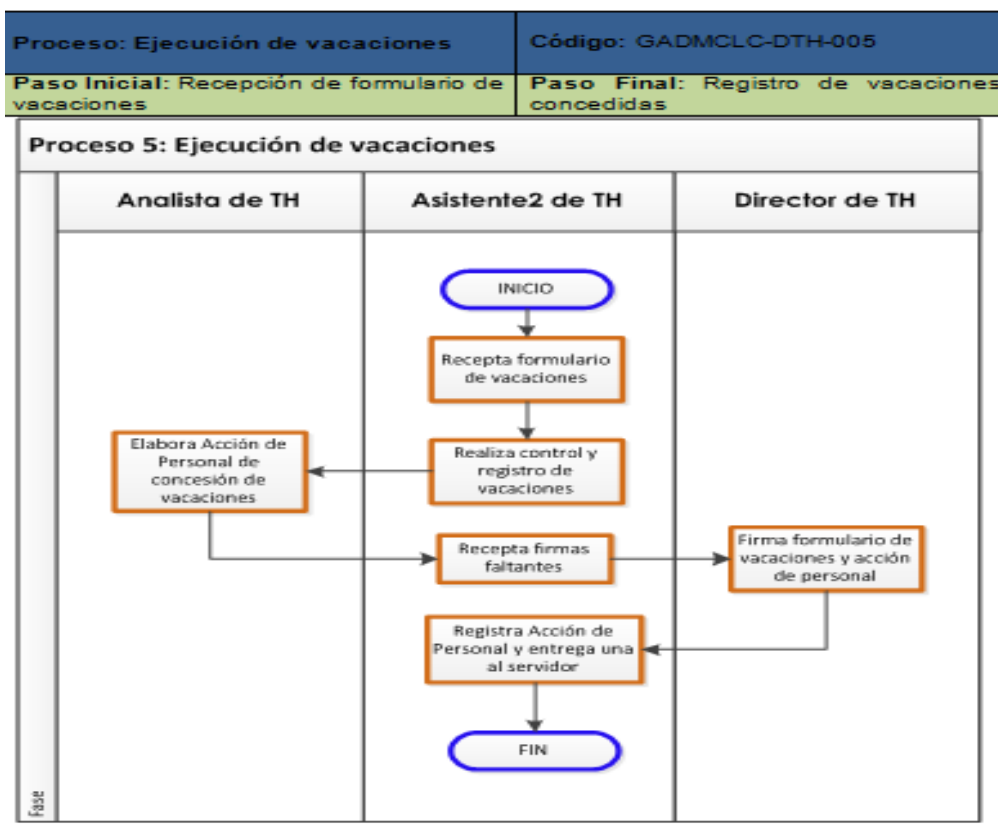 Proceso: Ejecución de vacaciones
Código: GADMCLC-DTH-005
Paso Inicial: Recepción de formulario de
vacaciones
Paso Final: Registro de vacaciones
concedidas
Proceso 5: Ejecución de vacaciones
Analista de TH
Asistente2 de TH
Director de TH
INICIO
Recepta formulario
de vacaciones
Realiza control y
registro de
vacaciones
Elabora Acción de
Personal de
concesión de
vacaciones
Recepta firmas
faltantes
Firma formulario de
vacaciones y acción
de personal
Registra Acción de
Personal y entrega una
al servidor
FIN
Fase